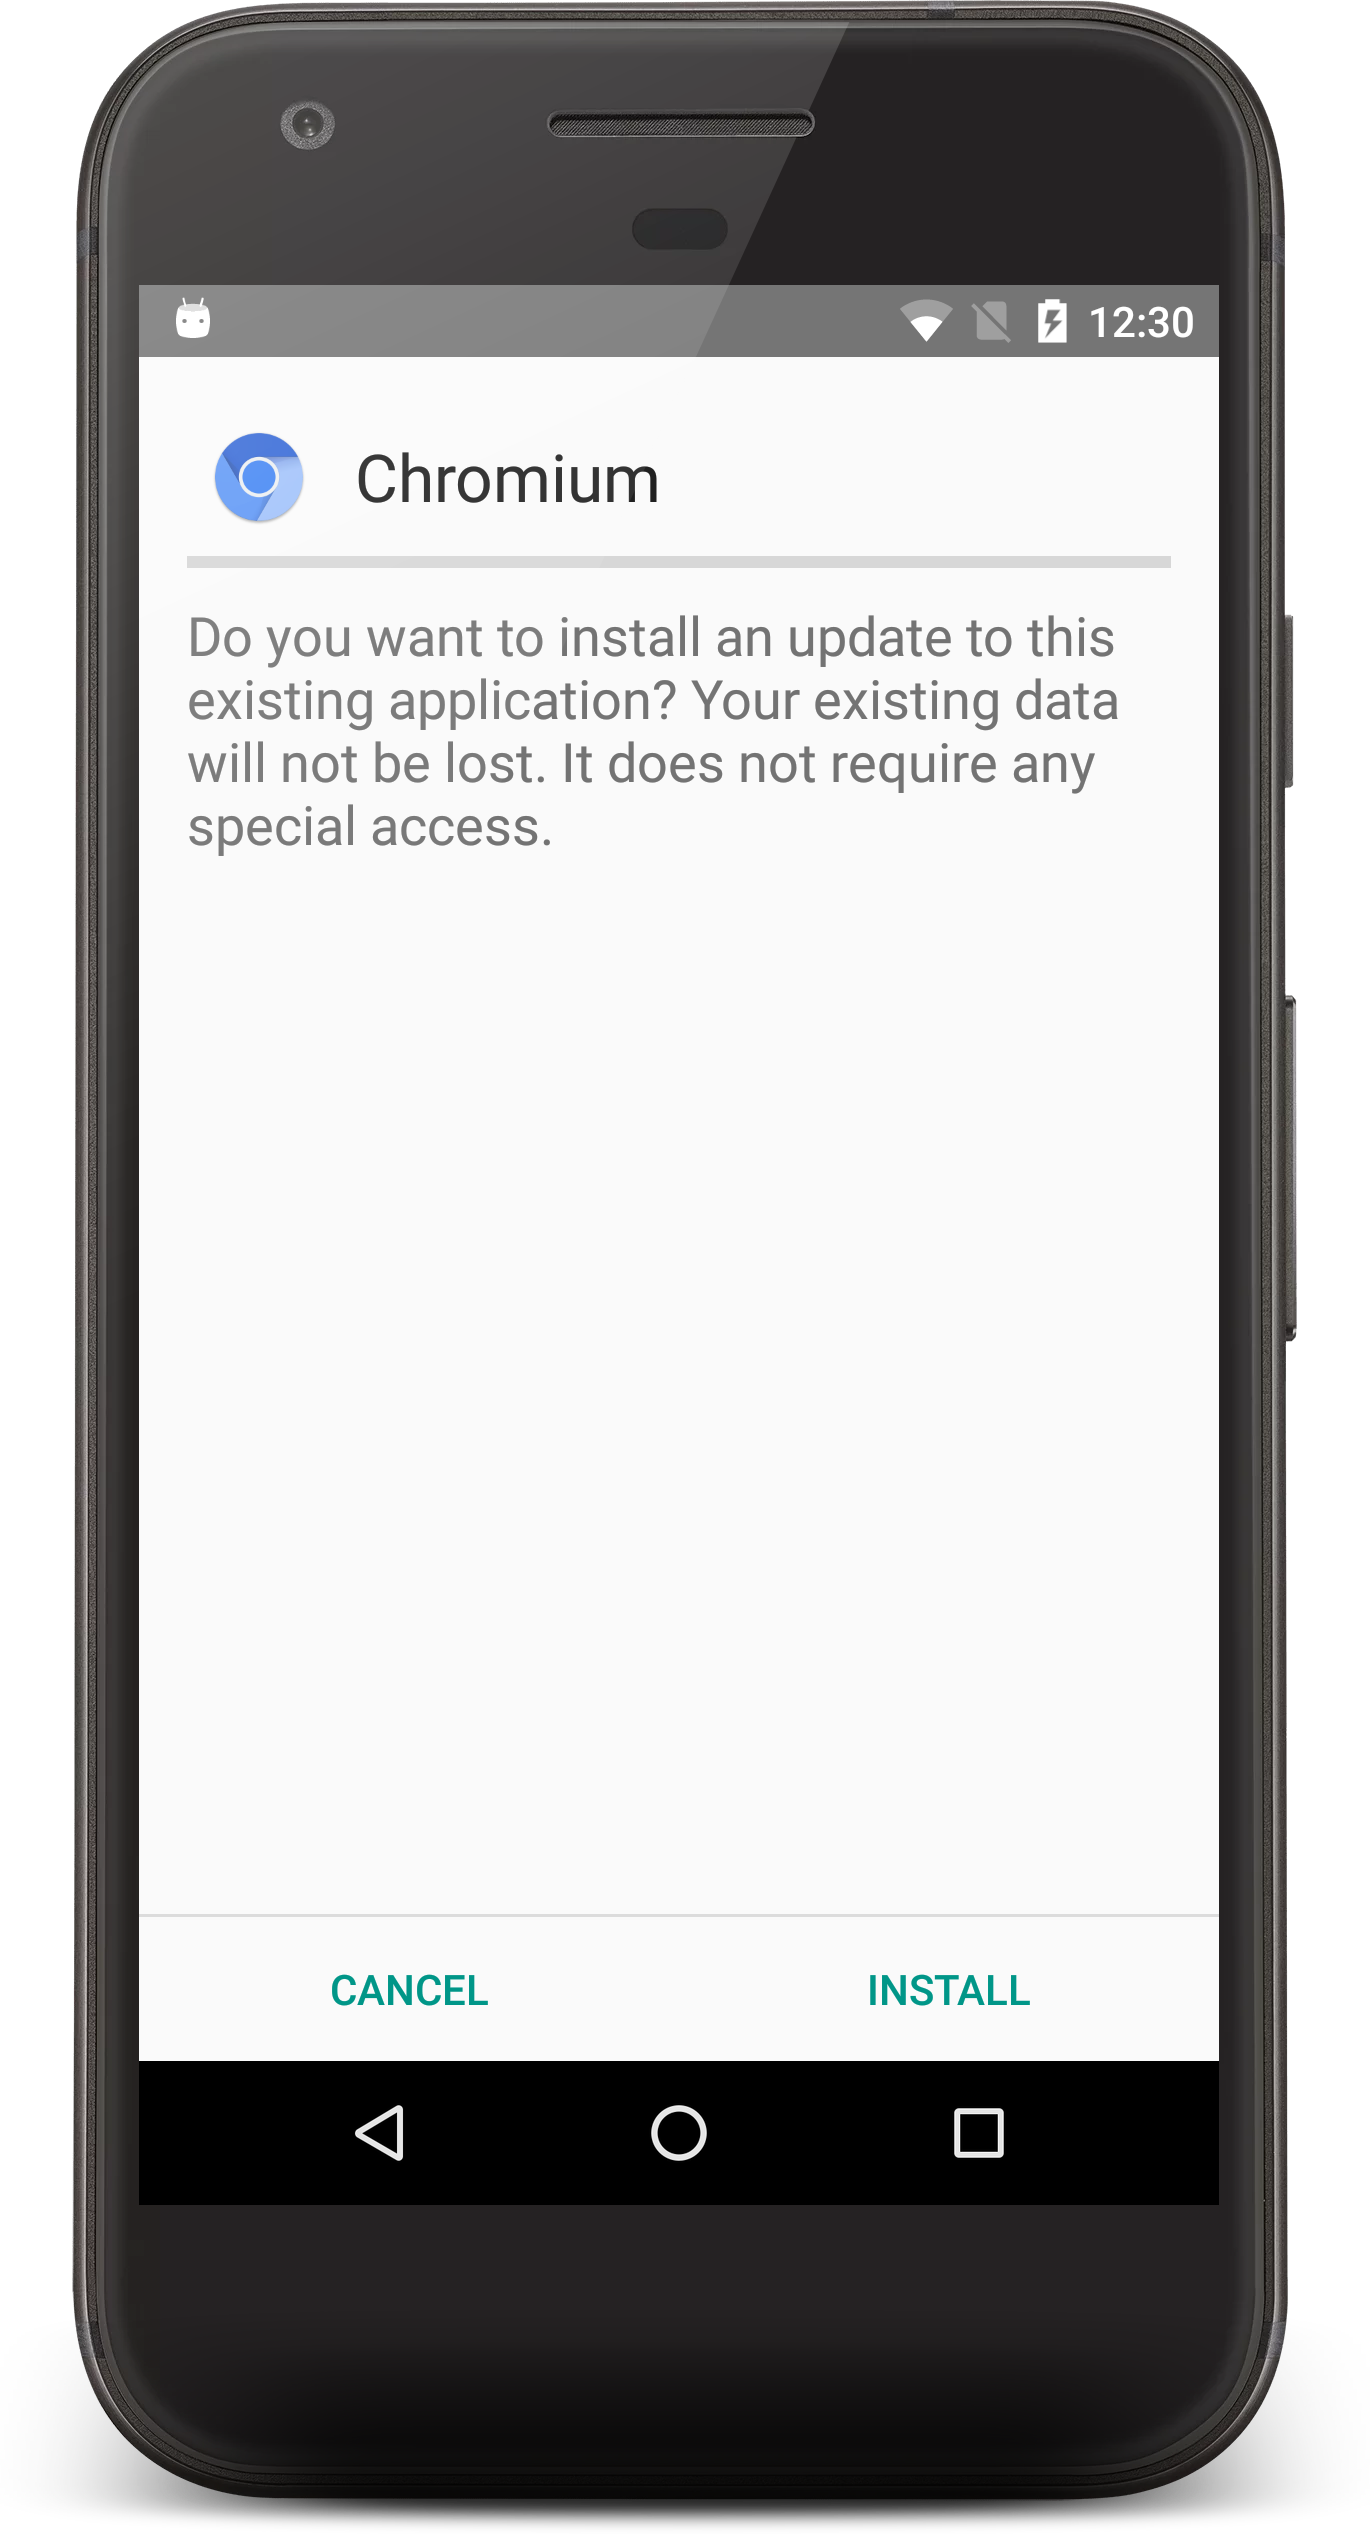 12:30
Chromium
Do you want to install an update to this
existing application? Your existing data
will not be lost. It does not require any
special access.
CANCEL
INSTALL